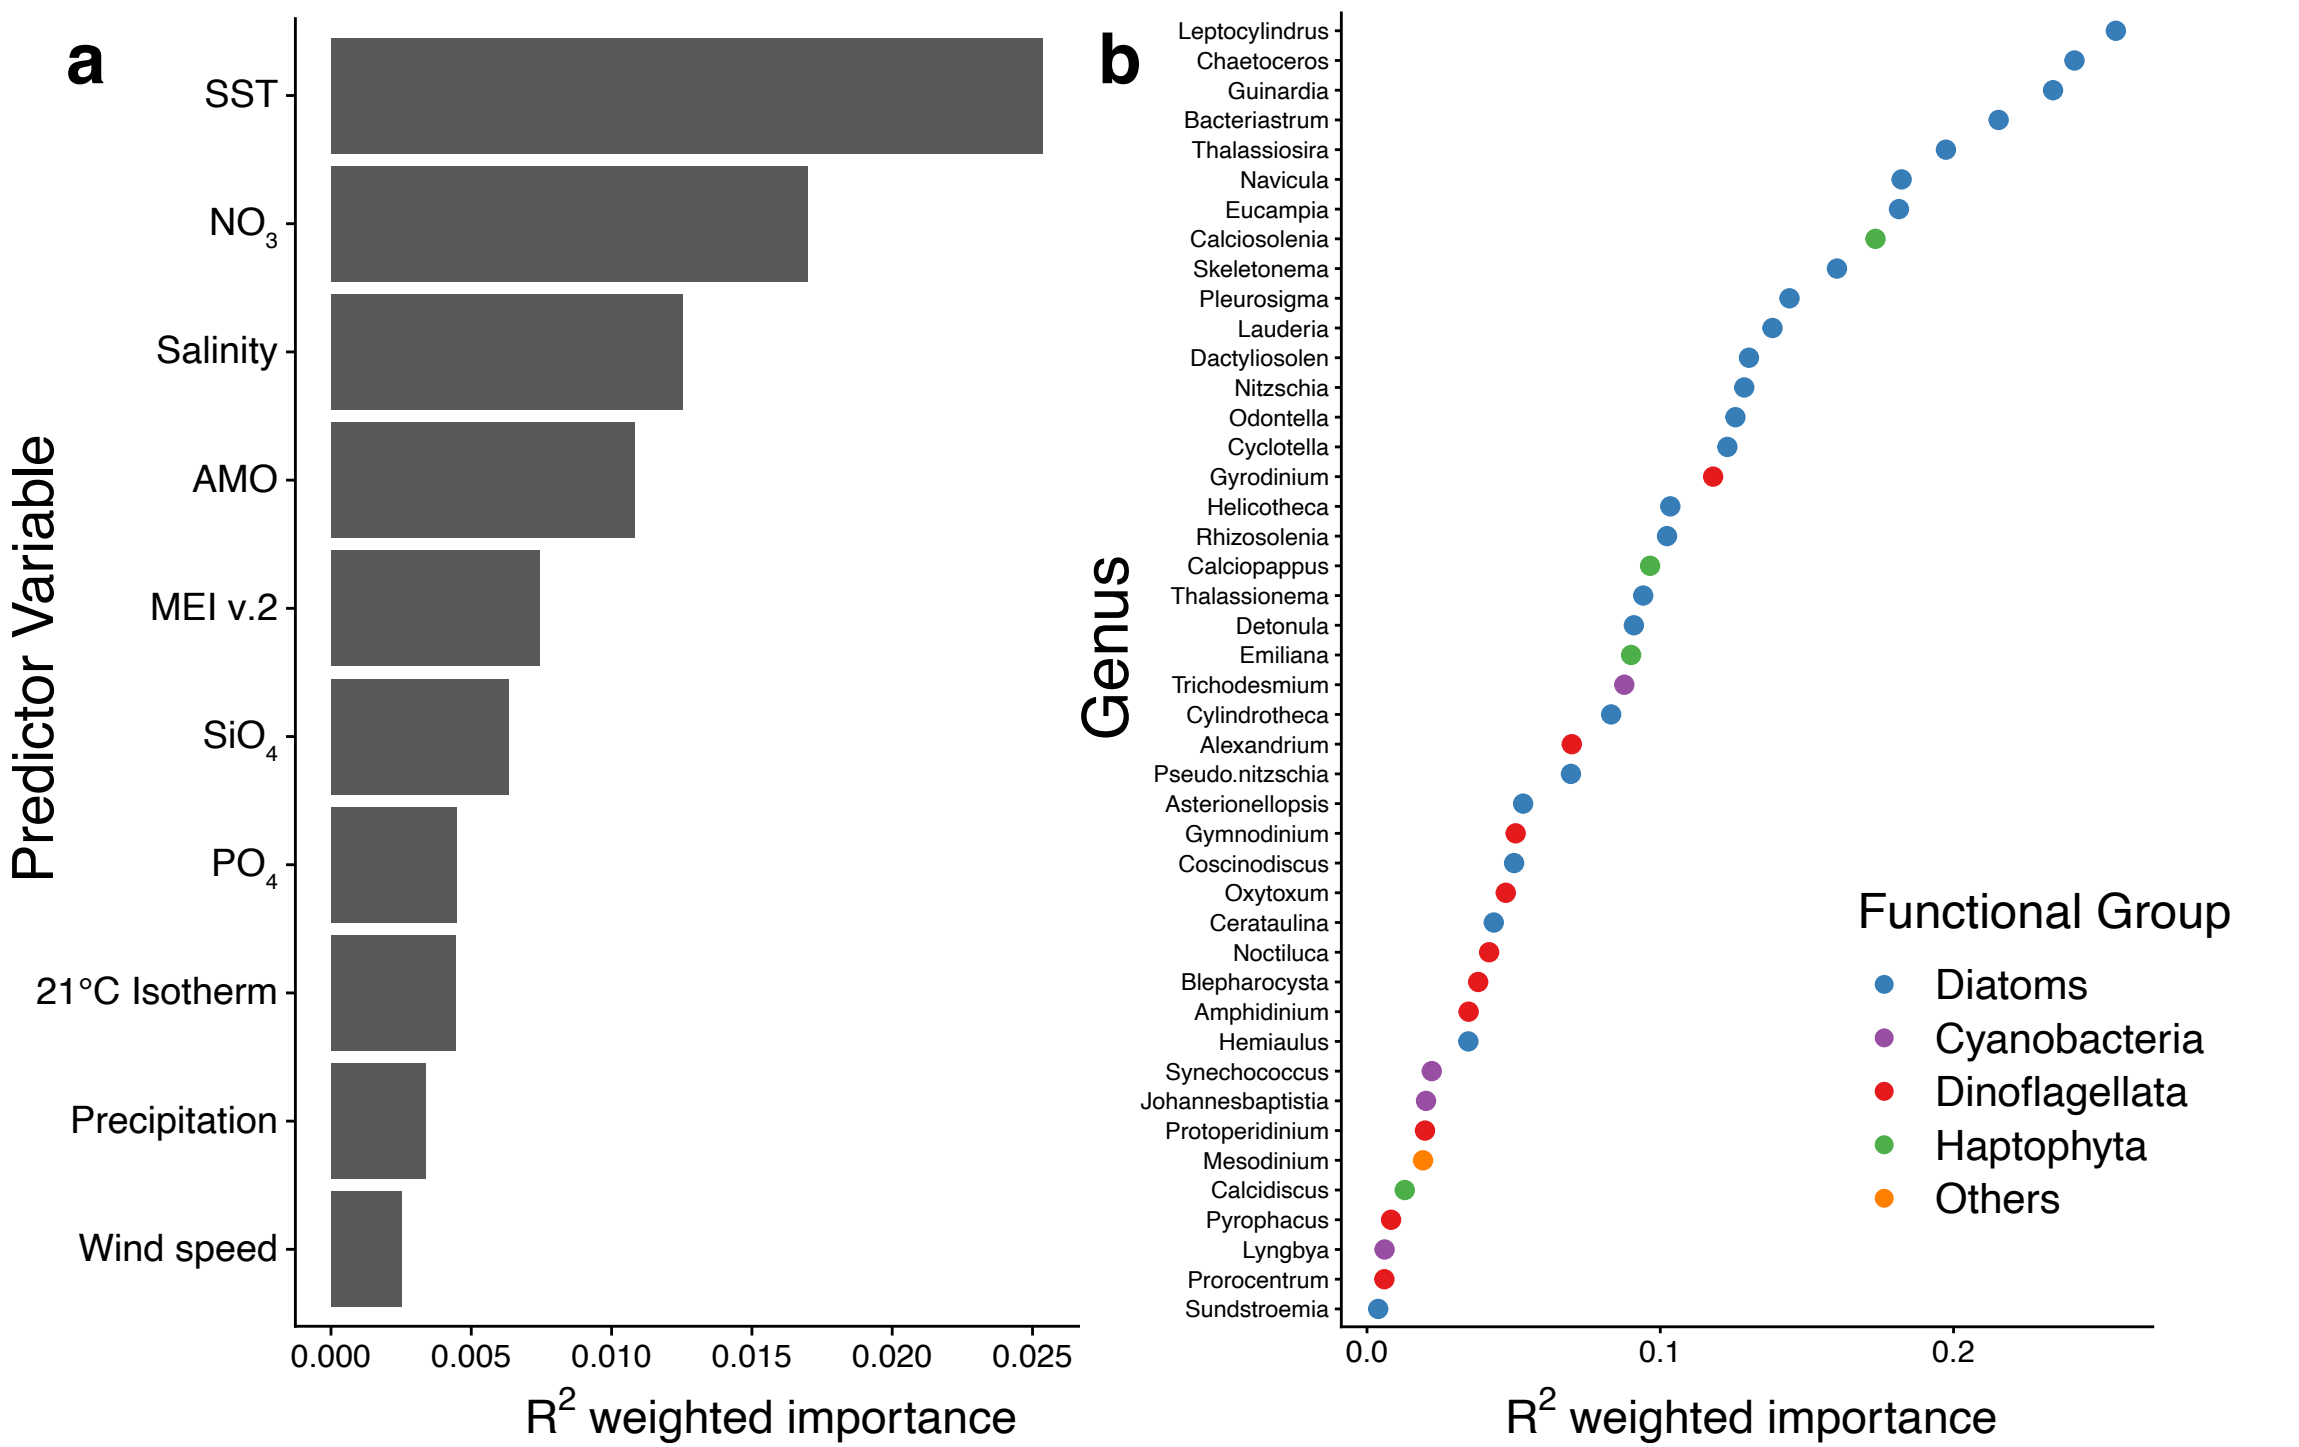 a
Predictor Variable
SST
NO3
Salinity
AMO
MEI v.2
SiO4
PO4
21°C Isotherm
Precipitation
Wind speed
0.000 0.005 0.010 0.015 0.020 0.025
R2 weighted importance
b
Genus
Leptocylindrus
Chaetoceros
Guinardia
Bacteriastrum
Thalassiosira
Navicula
Eucampia
Calciosolenia
Skeletonema
Pleurosigma
Lauderia
Dactyliosolen
Nitzschia
Odontella
Cyclotella
Gyrodinium
Helicotheca
Rhizosolenia
Calciopappus
Thalassionema
Detonula
Emiliana
Trichodesmium
Cylindrotheca
Alexandrium
Pseudo.nitzschia
Asterionellopsis
Gymnodinium
Coscinodiscus
Oxytoxum
Cerataulina
Noctiluca
Blepharocysta
Amphidinium
Hemiaulus
Synechococcus
Johannesbaptistia
Protoperidinium
Mesodinium
Calcidiscus
Pyrophacus
Lyngbya
Prorocentrum
Sundstroemia
0.0 0.1 0.2
R2 weighted importance
Functional Group
Diatoms
Cyanobacteria
Dinoflagellata
Haptophyta
Others